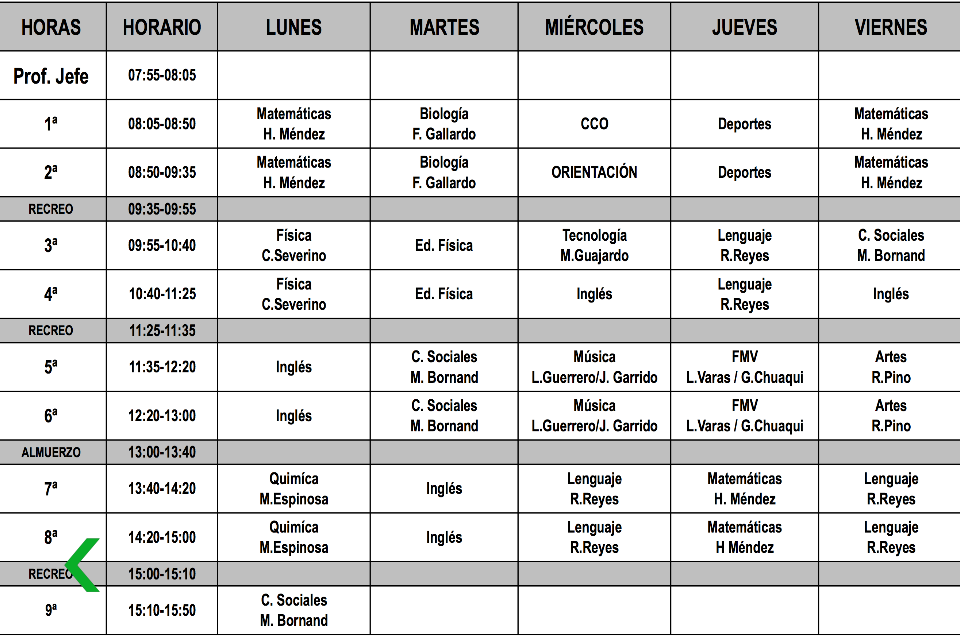 HORAS HORARIO LUNES MARTES MIÉRCOLES JUEVES VIERNES
Prof. Jefe 07:55-08:05
1ª 08:05-08:50 Matemáticas H. Méndez Biología F. Gallardo CCO Deportes Matemáticas H. Méndez
2ª 08:50-09:35 Matemáticas H. Méndez Biología F. Gallardo ORIENTACIÓN Deportes Matemáticas H. Méndez
RECREO 09:35-09:55
3ª 09:55-10:40 Física C.Severino Ed. Física Tecnología M.Guajardo Lenguaje R.Reyes C. Sociales M. Bornand
4ª 10:40-11:25 Física C.Severino Ed. Física Inglés Lenguaje R.Reyes Inglés
RECREO 11:25-11:35
5ª 11:35-12:20 Inglés C. Sociales M. Bornand Música L.Guerrero/J. Garrido FMV L.Varas / G.Chuaqui Artes R.Pino
6ª 12:20-13:00 Inglés C. Sociales M. Bornand Música L.Guerrero/J. Garrido FMV L.Varas / G.Chuaqui Artes R.Pino
ALMUERZO 13:00-13:40
7ª 13:40-14:20 Quimíca M.Espinosa Inglés Lenguaje R.Reyes Matemáticas H. Méndez Lenguaje R.Reyes
8ª 14:20-15:00 Quimíca M.Espinosa Inglés Lenguaje R.Reyes Matemáticas H Méndez Lenguaje R.Reyes
RECREO 15:00-15:10
9ª 15:10-15:50 C. Sociales M. Bornand